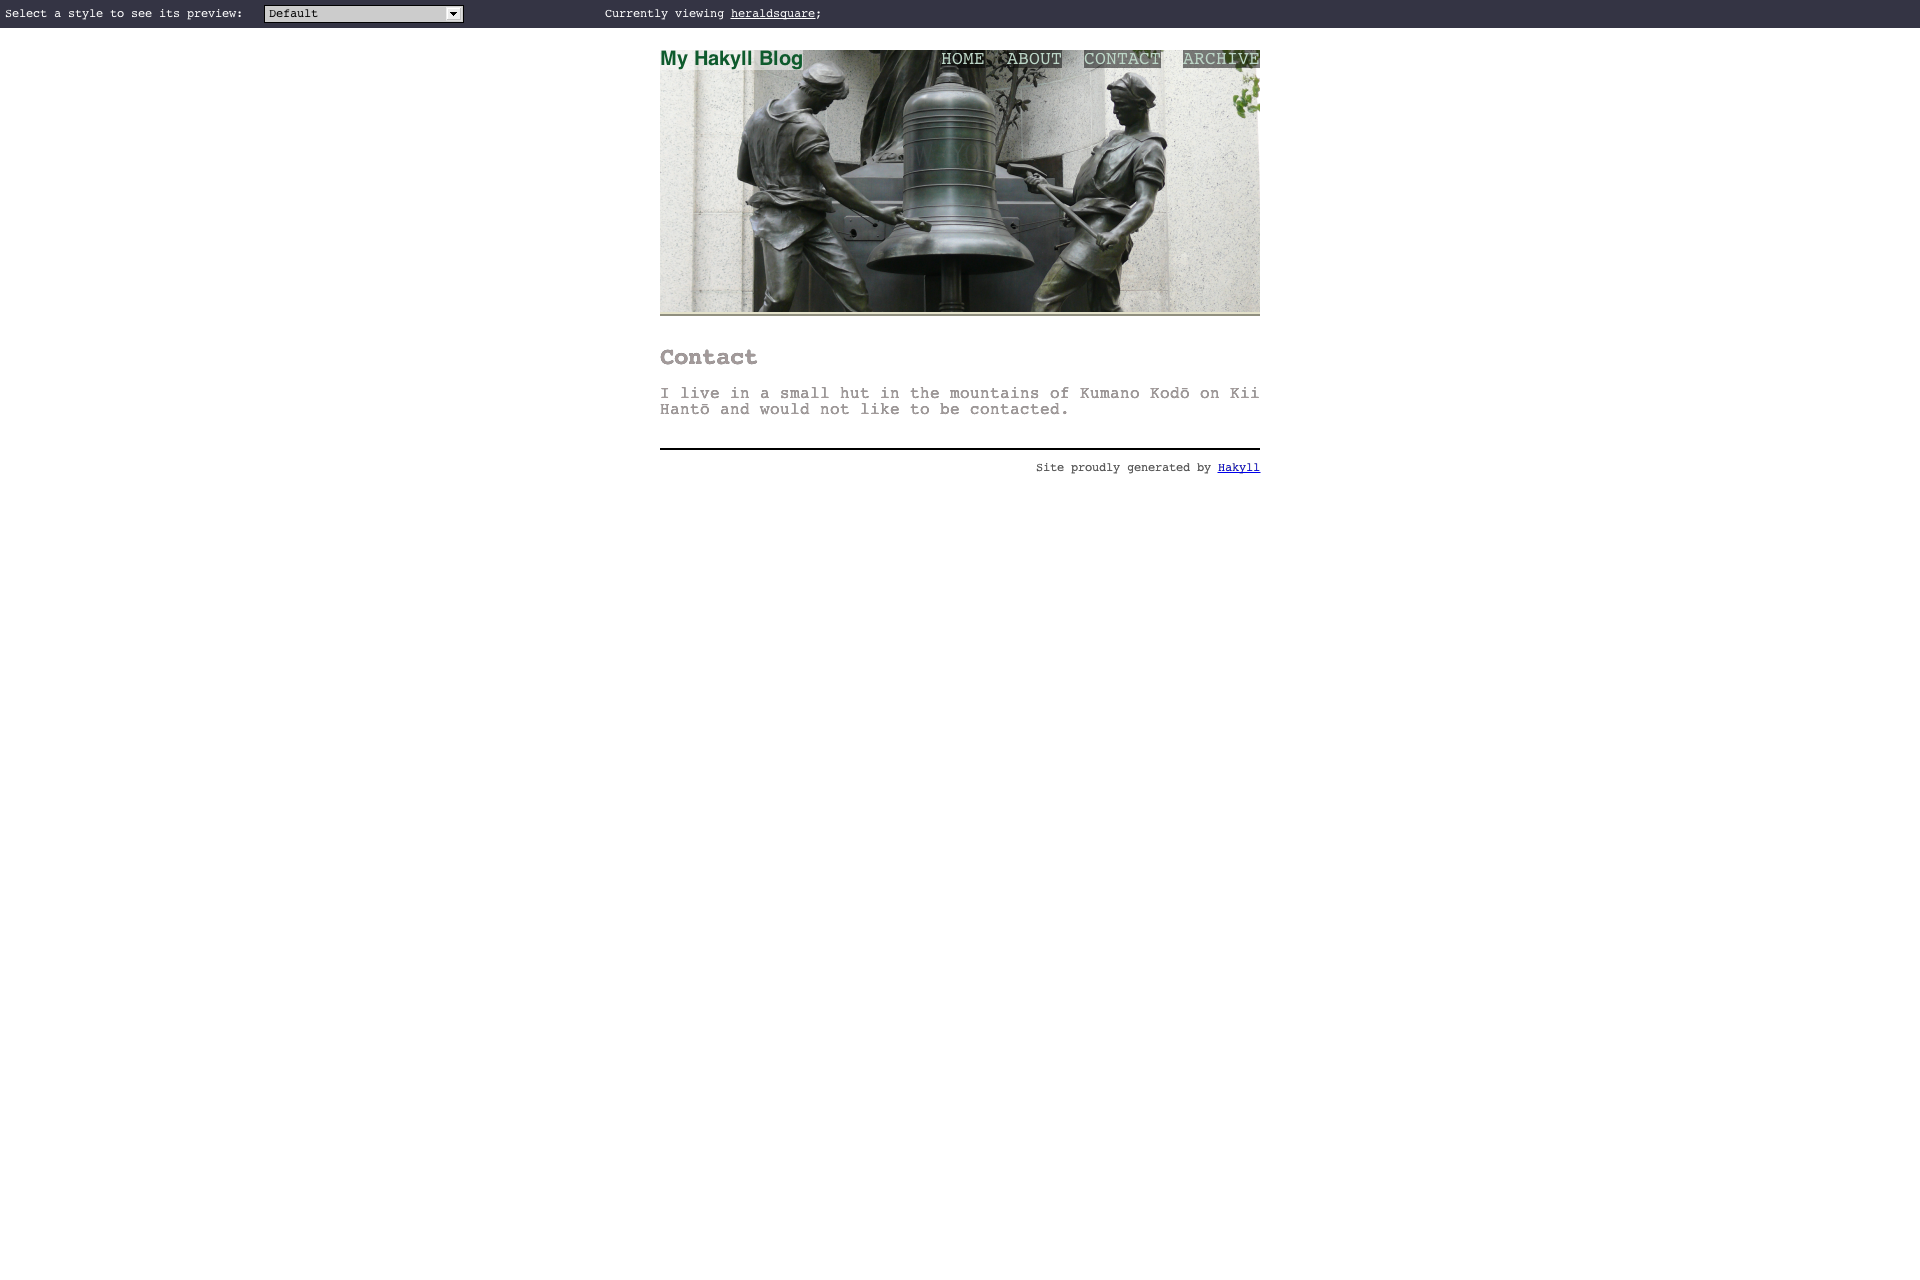 Select a style to see its preview: Default Currently viewing heraldsquare;
My Hakyll Blog HOME ABOUT CONTACT ARCHIVE
Contact
I live in a small hut in the mountains of Kumano Kodō on Kii
Hantō and would not like to be contacted.
Site proudly generated by Hakyll